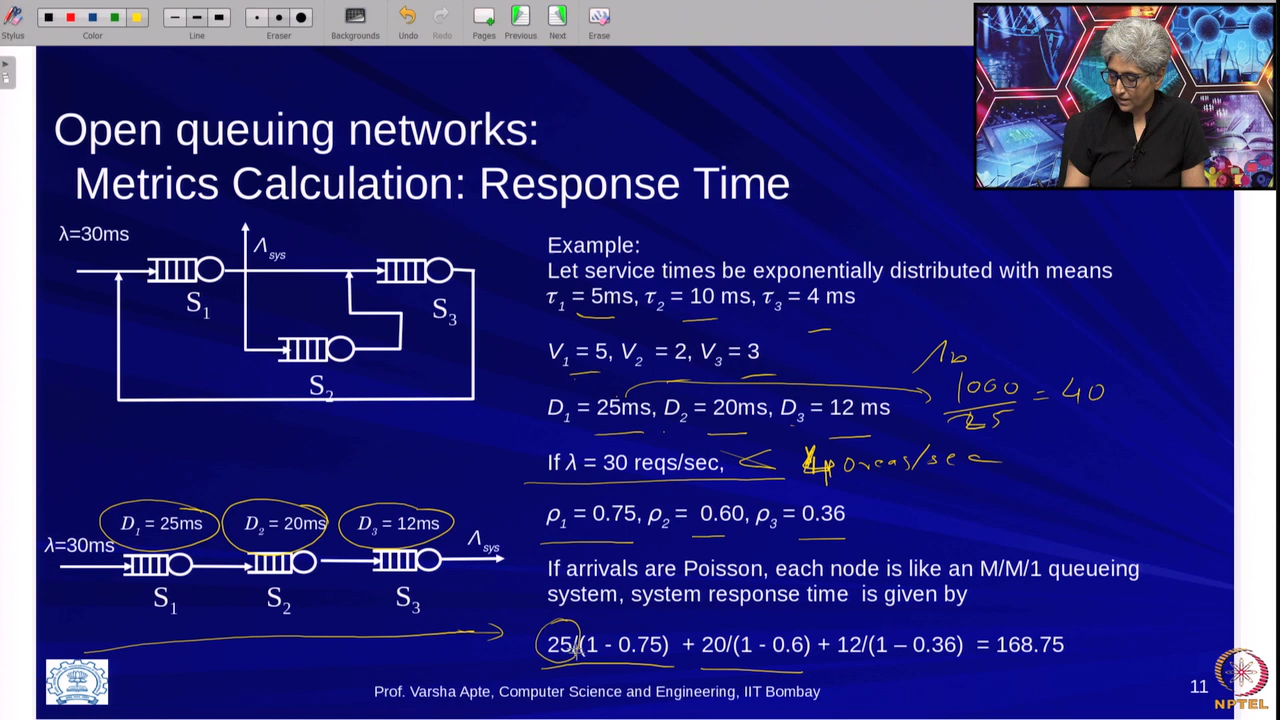 Stylus
Color
Line
Eraser
Backgrounds
Undo
Redo
Pages
Previous
Next
Erase
Open queuing networks:
Metrics Calculation: Response Time
λ=30ms
Λsys
S1
S3
S2
Example:
Let service times be exponentially distributed with means
τ1 = 5ms, τ2 = 10 ms, τ3 = 4 ms
V1 = 5, V2 = 2, V3 = 3
D1 = 25ms, D2 = 20ms, D3 = 12 ms
1000
25
= 40
If λ = 30 reqs/sec, <
ρ1 = 0.75, ρ2 = 0.60, ρ3 = 0.36
D1 = 25ms
D2 = 20ms
D3 = 12ms
λ=30ms
Λsys
S1
S2
S3
If arrivals are Poisson, each node is like an M/M/1 queueing
system, system response time is given by
25/(1 - 0.75) + 20/(1 - 0.6) + 12/(1 – 0.36) = 168.75
Prof. Varsha Apte, Computer Science and Engineering, IIT Bombay
11
NPTEL